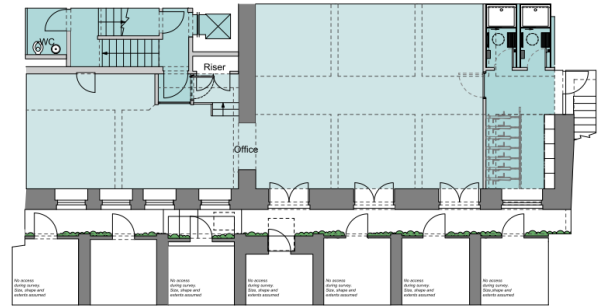 WC
Riser
Office
No access
during survey.
Size, shape and
extents assumed
No access
during survey.
Size, shape and
extents assumed
No access
during survey.
Size, shape and
extents assumed
No access
during survey.
Size, shape and
extents assumed
No access
during survey.
Size, shape and
extents assumed
No access
during survey.
Size, shape and
extents assumed